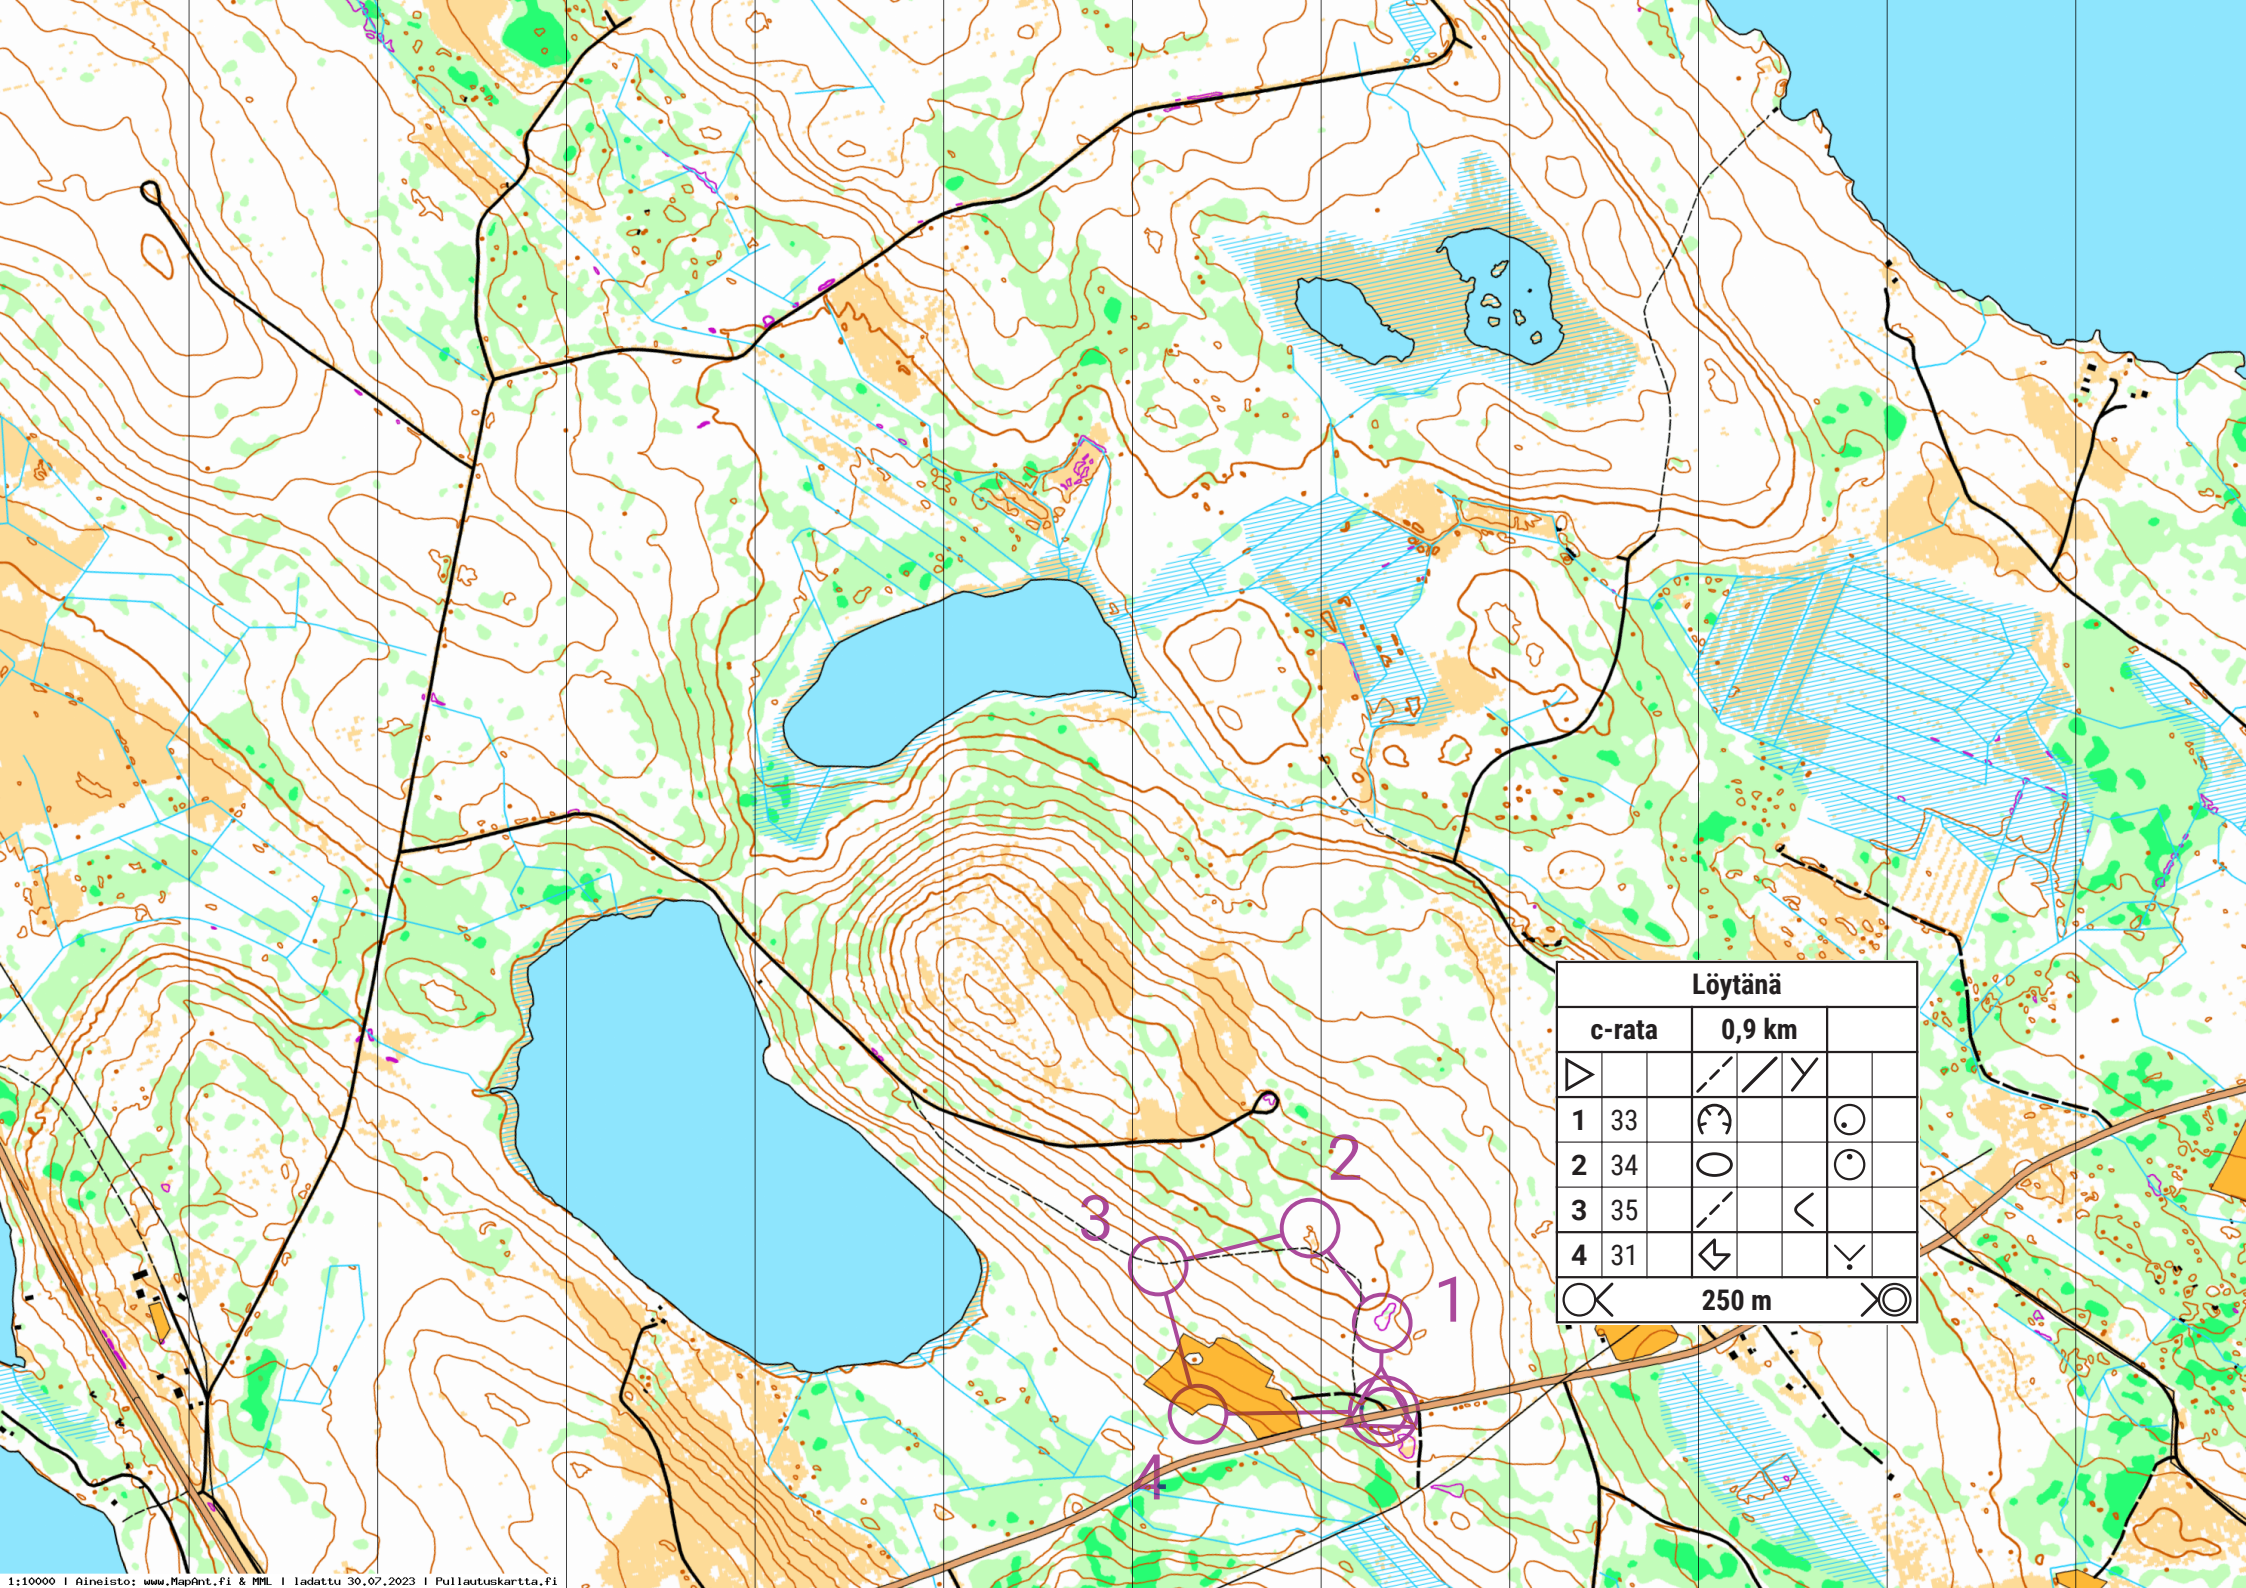 2
3
1
4
Löytänä
c-rata 0,9 km
1 33
2 34
3 35
4 31
250 m
1:10000 | Aineisto: www.MapAnt.fi & MML | ladattu 30.07.2023 | Pullautuskartta.fi